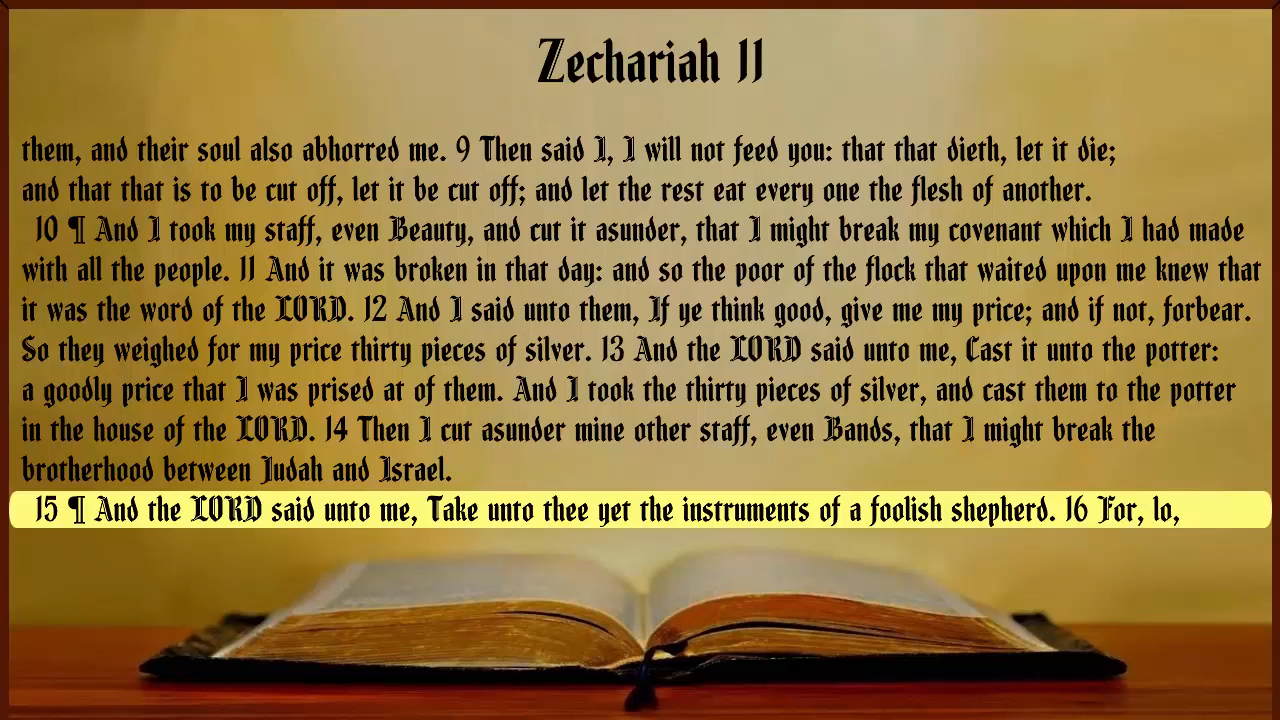 Zechariah 11
them, and their soul also abhorred me. 9 Then said I, I will not feed you: that that dieth, let it die;
and that that is to be cut off, let it be cut off; and let the rest eat every one the flesh of another.
10 ¶ And I took my staff, even Beauty, and cut it asunder, that I might break my covenant which I had made
with all the people. 11 And it was broken in that day: and so the poor of the flock that waited upon me knew that
it was the word of the LORD. 12 And I said unto them, If ye think good, give me my price; and if not, forbear.
So they weighed for my price thirty pieces of silver. 13 And the LORD said unto me, Cast it unto the potter:
a goodly price that I was prised at of them. And I took the thirty pieces of silver, and cast them to the potter
in the house of the LORD. 14 Then I cut asunder mine other staff, even Bands, that I might break the
brotherhood between Judah and Israel.
15 ¶ And the LORD said unto me, Take unto thee yet the instruments of a foolish shepherd. 16 For, lo,